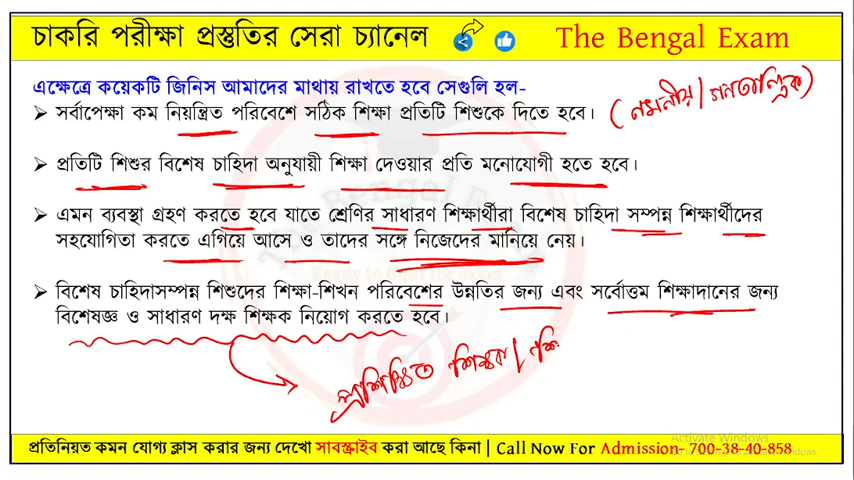 চাকরি পরীক্ষা প্রস্তুতির সেরা চ্যানেল The Bengal Exam
এক্ষেত্রে কয়েকটি জিনিস আমাদের মাথায় রাখতে হবে সেগুলি হল-
➤ সর্বাপেক্ষা কম নিয়ন্ত্রিত পরিবেশে সঠিক শিক্ষা প্রতিটি শিশুকে দিতে হবে। (নমনীয়/গনতান্ত্রিক)
➤ প্রতিটি শিশুর বিশেষ চাহিদা অনুযায়ী শিক্ষা দেওয়ার প্রতি মনোযোগী হতে হবে।
➤ এমন ব্যবস্থা গ্রহণ করতে হবে যাতে শ্রেণির সাধারণ শিক্ষার্থীরা বিশেষ চাহিদা সম্পন্ন শিক্ষার্থীদের
সহযোগিতা করতে এগিয়ে আসে ও তাদের সঙ্গে নিজেদের মানিয়ে নেয়।
➤ বিশেষ চাহিদাসম্পন্ন শিশুদের শিক্ষা-শিখন পরিবেশের উন্নতির জন্য এবং সর্বোত্তম শিক্ষাদানের জন্য
বিশেষজ্ঞ ও সাধারণ দক্ষ শিক্ষক নিয়োগ করতে হবে।
প্রশিক্ষিত শিক্ষক/
Activate Windows
প্রতিনিয়ত কমন যোগ্য ক্লাস করার জন্য দেখো সাবস্ক্রাইব করা আছে কিনা | Call Now For Admission- 700-38-40-858